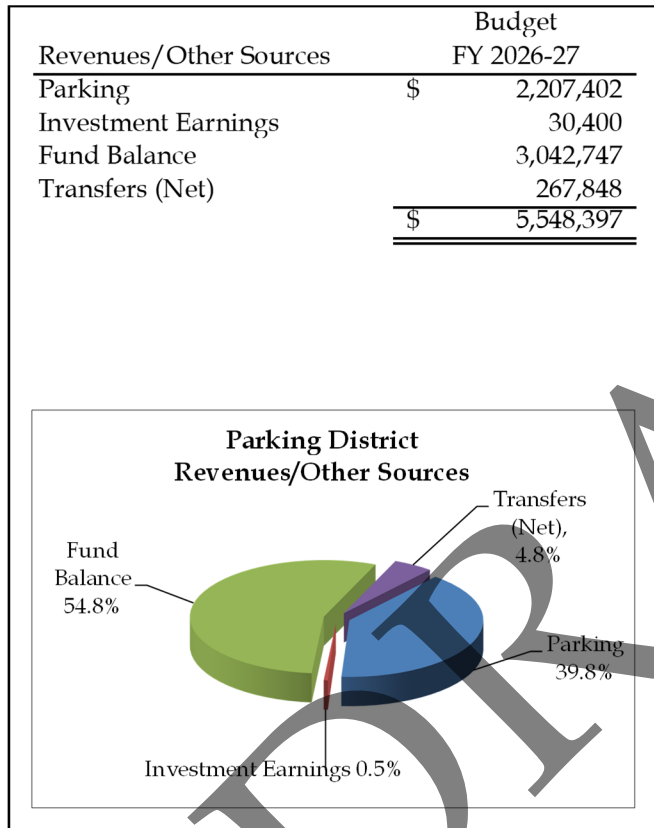 Budget
Revenues/Other Sources FY 2026-27
Parking $ 2,207,402
Investment Earnings 30,400
Fund Balance 3,042,747
Transfers (Net) 267,848
$ 5,548,397
Parking District
Revenues/Other Sources
Transfers
(Net),
4.8%
Fund
Balance
54.8%
Parking
39.8%
Investment Earnings 0.5%